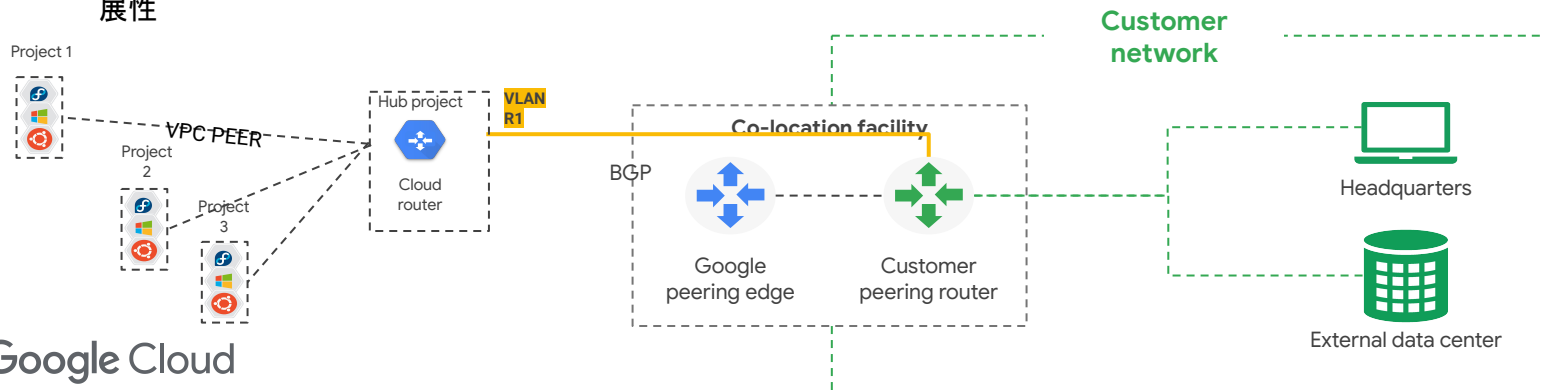 展性
Customer
network
Project 1
VLAN
R1
Hub project
Co-location facility
VPC PEER
Project
2
BGP
Cloud
router
Headquarters
Project
3
Google
peering edge
Customer
peering router
External data center
Google Cloud